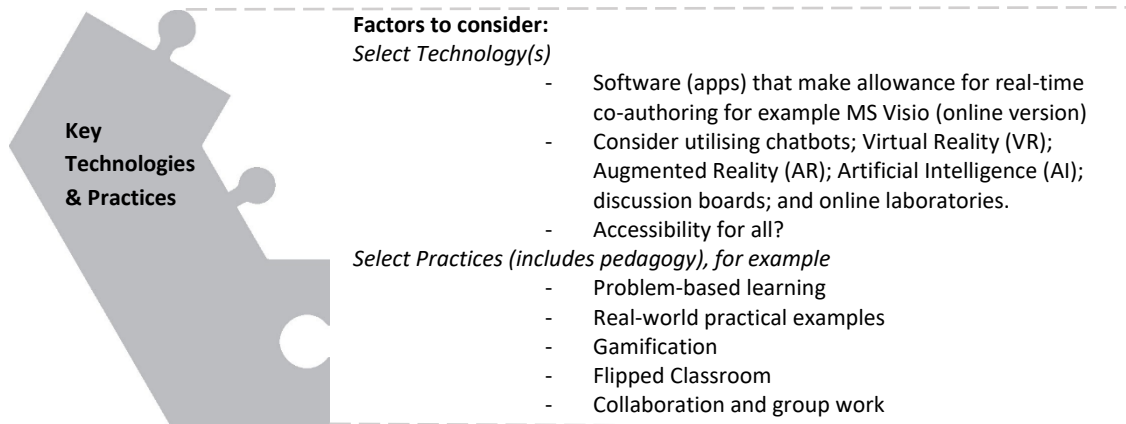 Key
Technologies
& Practices
Factors to consider:
Select Technology(s)
- Software (apps) that make allowance for real-time
co-authoring for example MS Visio (online version)
- Consider utilising chatbots; Virtual Reality (VR);
Augmented Reality (AR); Artificial Intelligence (AI);
discussion boards; and online laboratories.
- Accessibility for all?
Select Practices (includes pedagogy), for example
- Problem-based learning
- Real-world practical examples
- Gamification
- Flipped Classroom
- Collaboration and group work